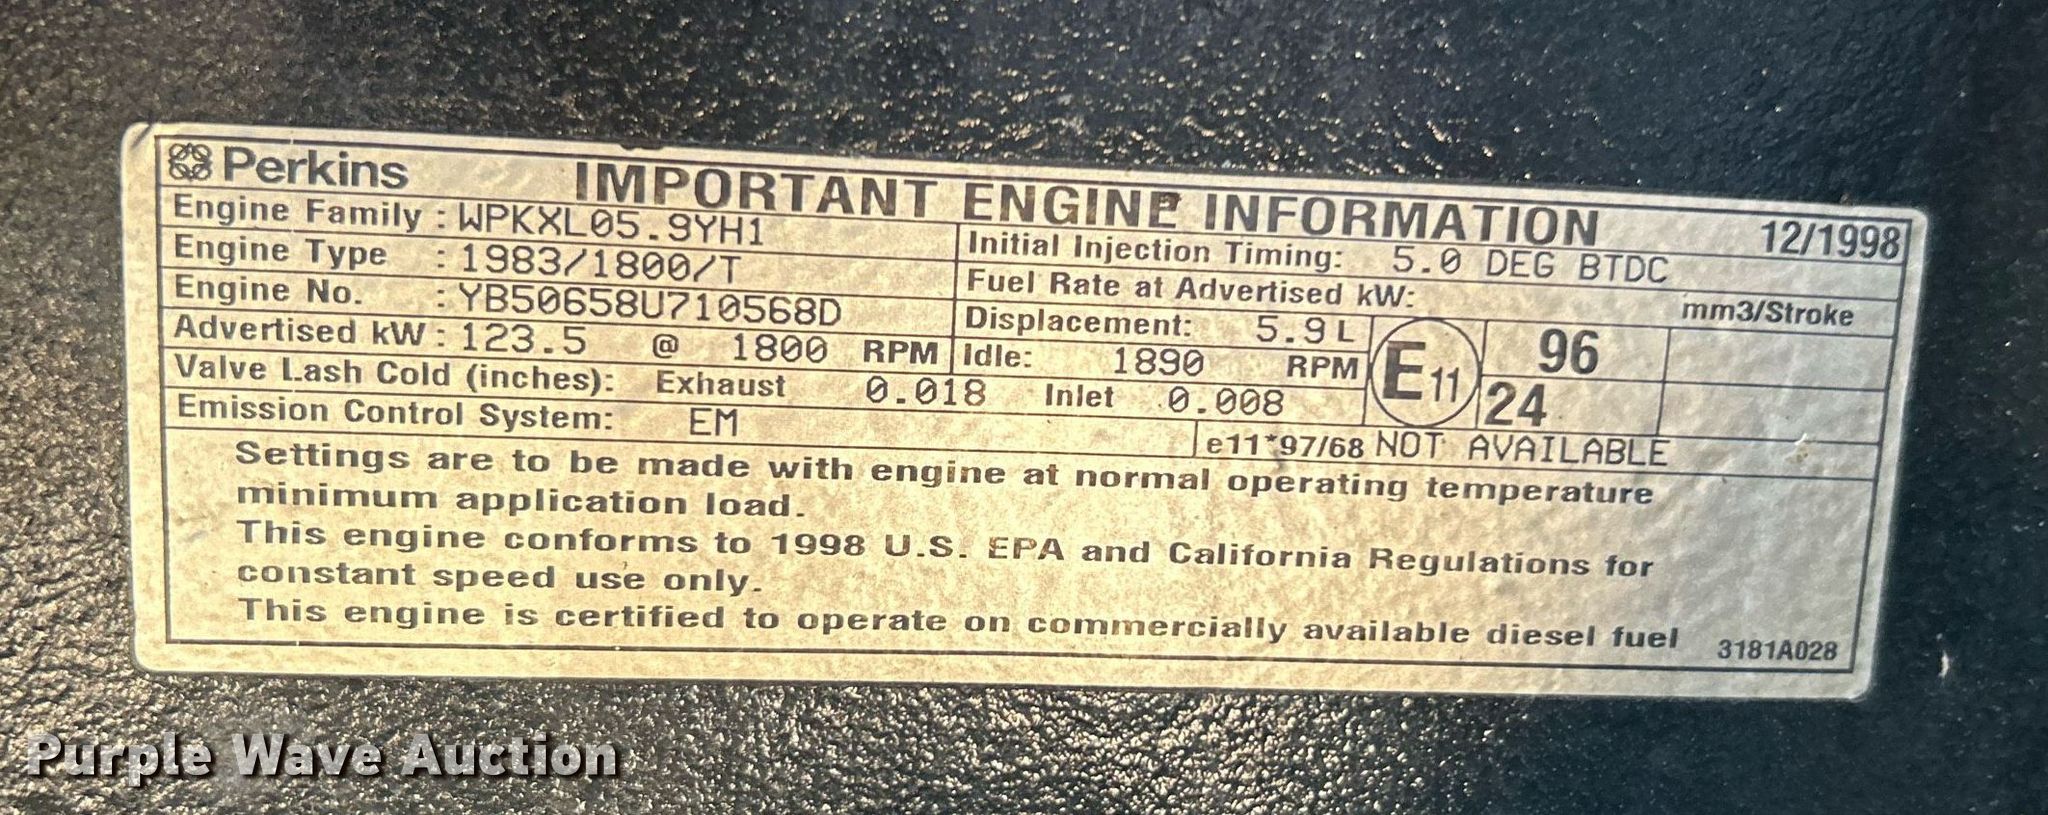 Perkins IMPORTANT ENGINE INFORMATION 12/1998
Engine Family : WPKXL05.9YH1 Initial Injection Timing: 5.0 DEG BTDC
Engine Type : 1983/1800/T Fuel Rate at Advertised kW: mm3/Stroke
Engine No. : YB50658U710568D Displacement: 5.9 L E11 96
Advertised kW : 123.5 @ 1800 RPM Idle: 1890 RPM 24
Valve Lash Cold (inches): Exhaust 0.018 Inlet 0.008
Emission Control System: EM e11*97/68 NOT AVAILABLE
Settings are to be made with engine at normal operating temperature
minimum application load.
This engine conforms to 1998 U.S. EPA and California Regulations for
constant speed use only.
This engine is certified to operate on commercially available diesel fuel 3181A028
Purple Wave Auction